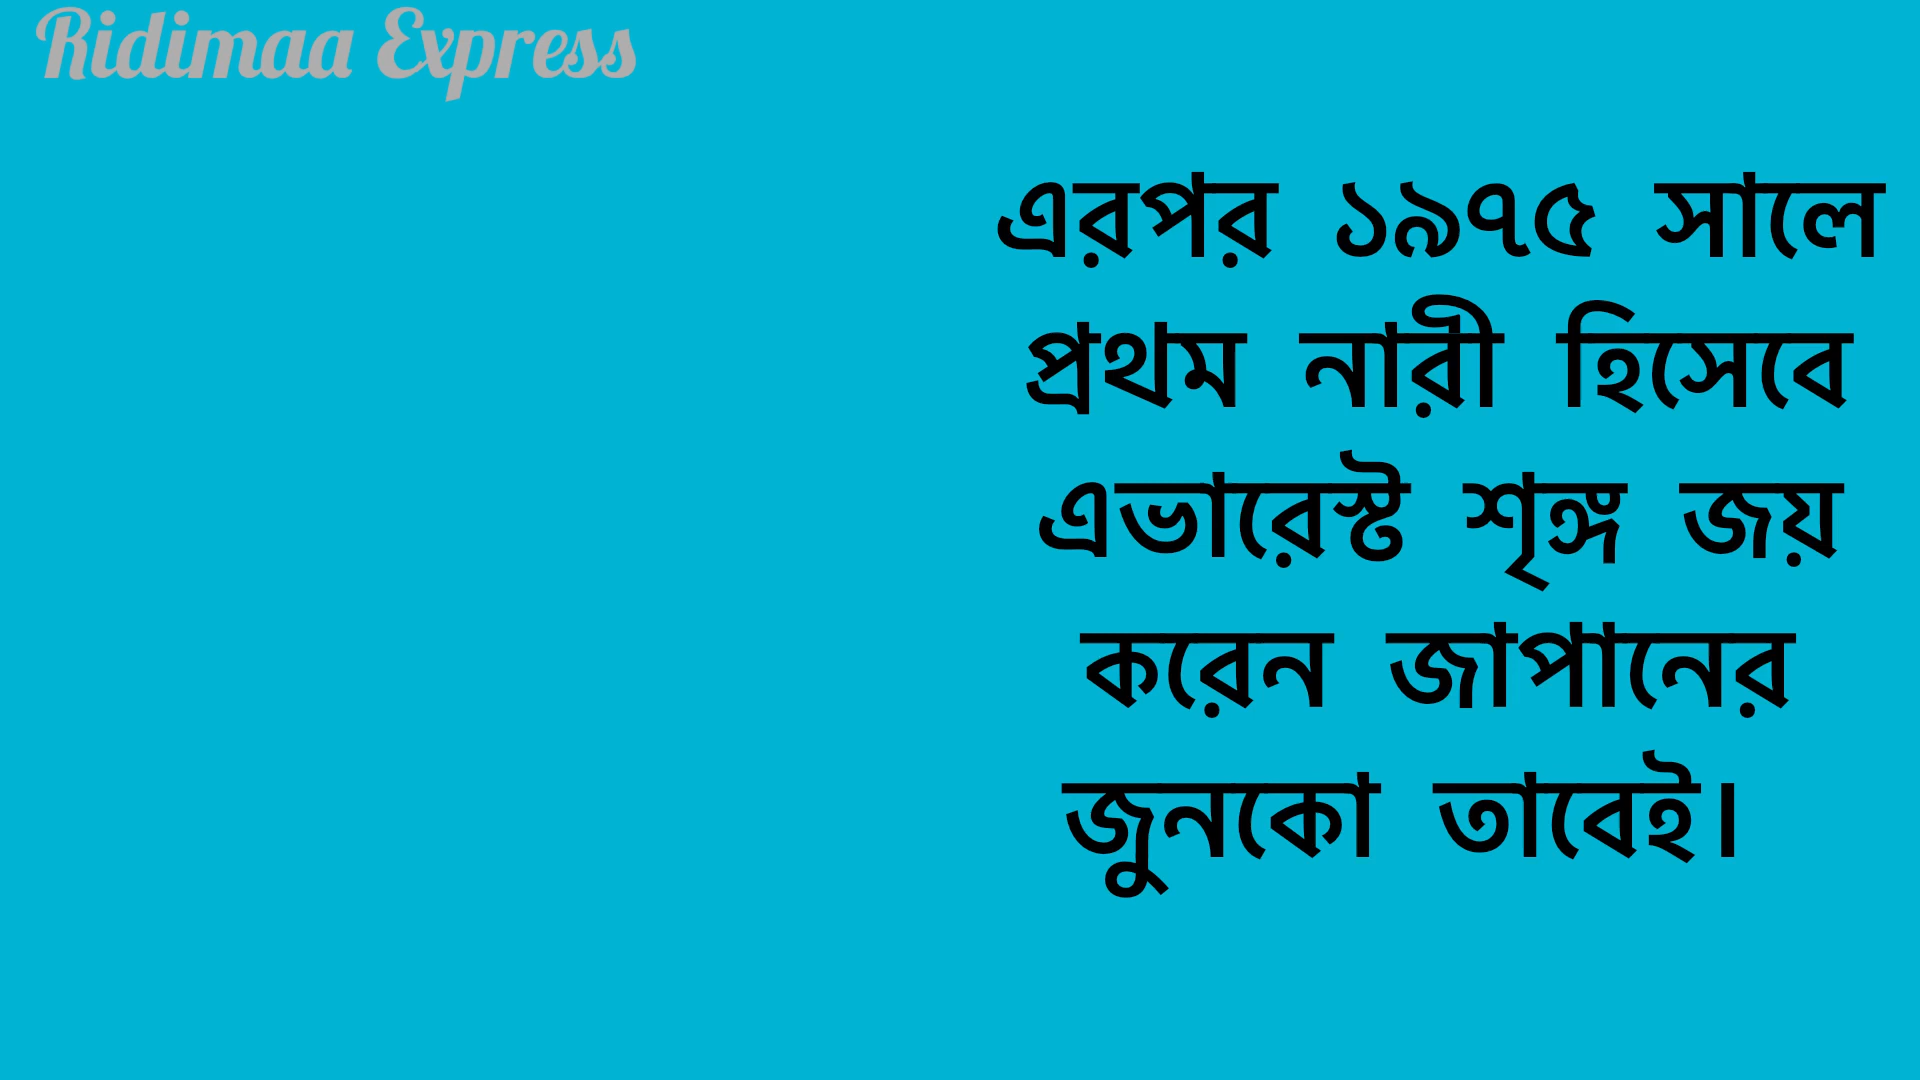 Ridimaa Express
এরপর ১৯৭৫ সালে
প্রথম নারী হিসেবে
এভারেস্ট শৃঙ্গ জয়
করেন জাপানের
জুনকো তাবেই।